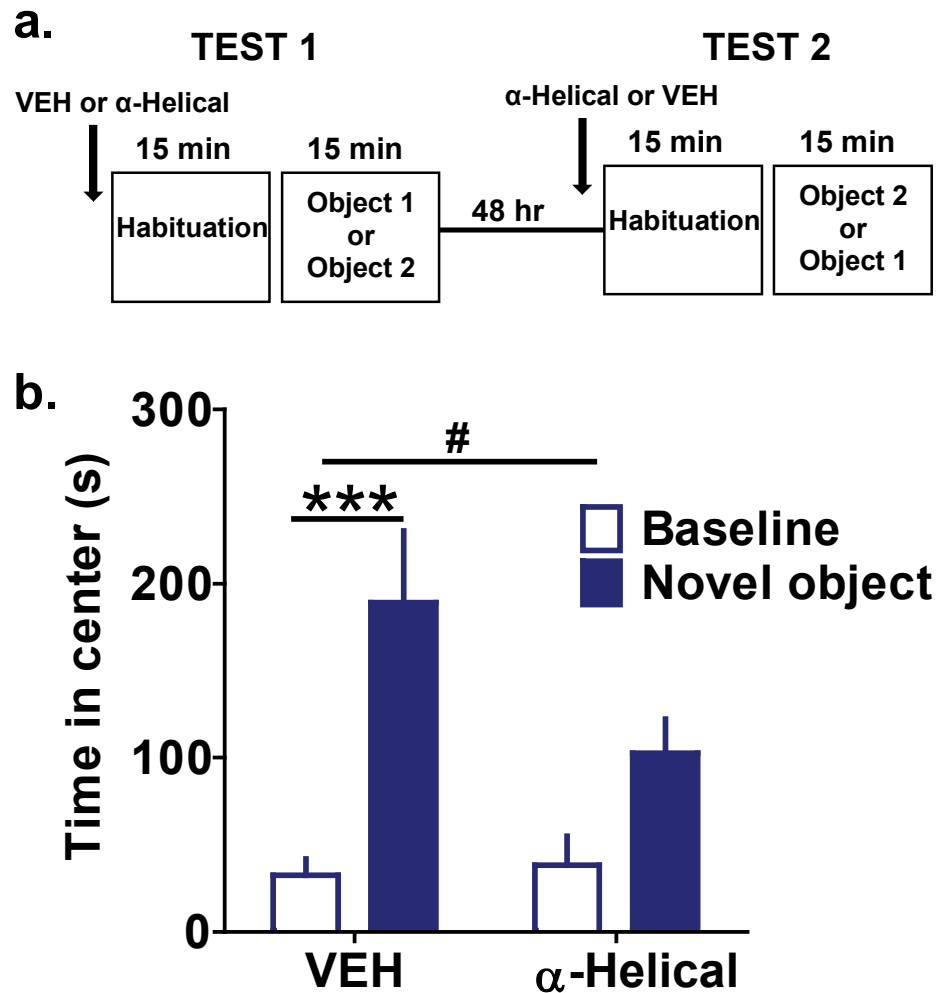 a.
TEST 1
TEST 2
VEH or α-Helical
α-Helical or VEH
15 min
15 min
15 min
15 min
Habituation
Object 1
or
Object 2
48 hr
Habituation
Object 2
or
Object 1
b.
300
200
100
0
Time in center (s)
#
***
Baseline
Novel object
VEH
α-Helical